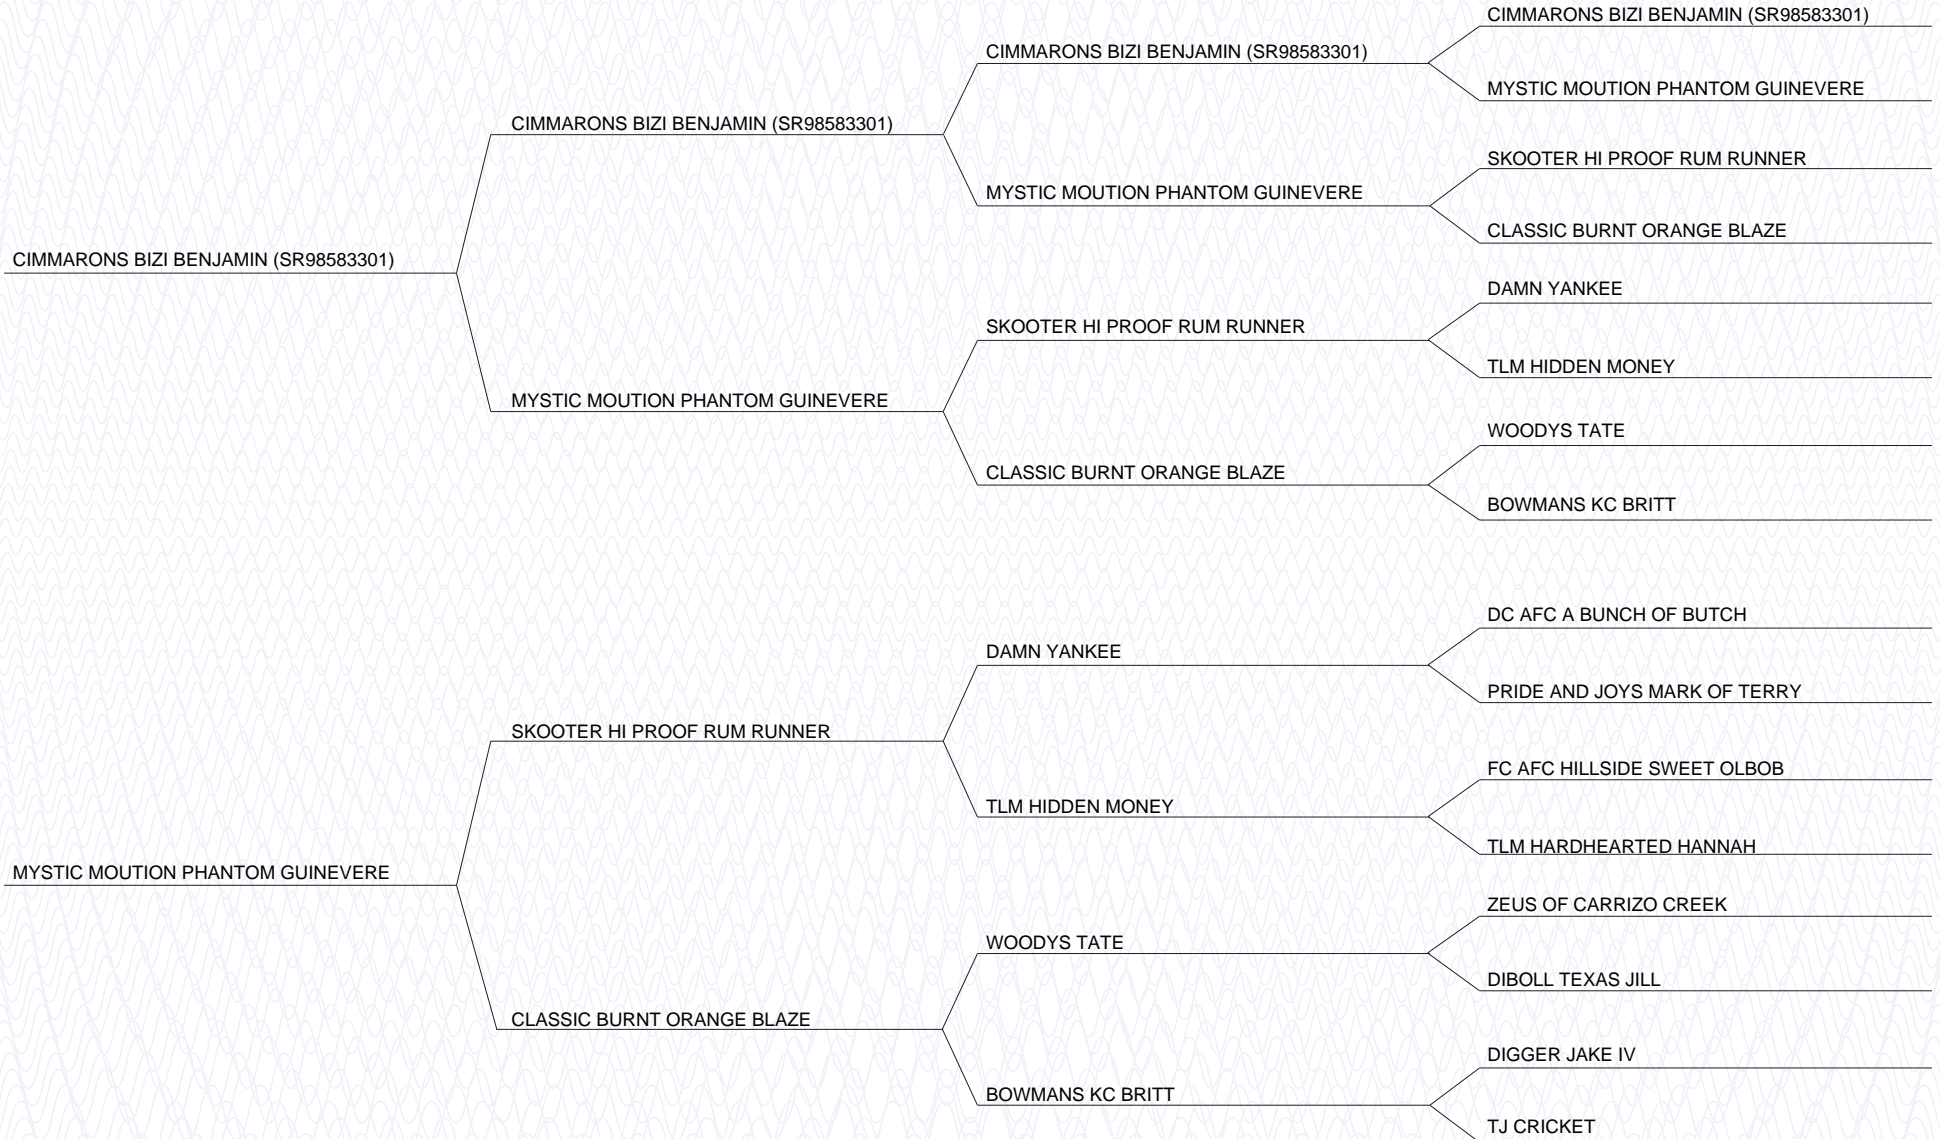 CIMMARONS BIZI BENJAMIN (SR98583301)
CIMMARONS BIZI BENJAMIN (SR98583301)
MYSTIC MOUTION PHANTOM GUINEVERE
CIMMARONS BIZI BENJAMIN (SR98583301)
MYSTIC MOUTION PHANTOM GUINEVERE
SKOOTER HI PROOF RUM RUNNER
CLASSIC BURNT ORANGE BLAZE
CIMMARONS BIZI BENJAMIN (SR98583301)
MYSTIC MOUTION PHANTOM GUINEVERE
SKOOTER HI PROOF RUM RUNNER
CLASSIC BURNT ORANGE BLAZE
DAMN YANKEE
TLM HIDDEN MONEY
WOODYS TATE
BOWMANS KC BRITT
MYSTIC MOUTION PHANTOM GUINEVERE
SKOOTER HI PROOF RUM RUNNER
CLASSIC BURNT ORANGE BLAZE
DAMN YANKEE
TLM HIDDEN MONEY
WOODYS TATE
BOWMANS KC BRITT
DC AFC A BUNCH OF BUTCH
PRIDE AND JOYS MARK OF TERRY
FC AFC HILLSIDE SWEET OLBOB
TLM HARDHEARTED HANNAH
ZEUS OF CARRIZO CREEK
DIBOLL TEXAS JILL
DIGGER JAKE IV
TJ CRICKET